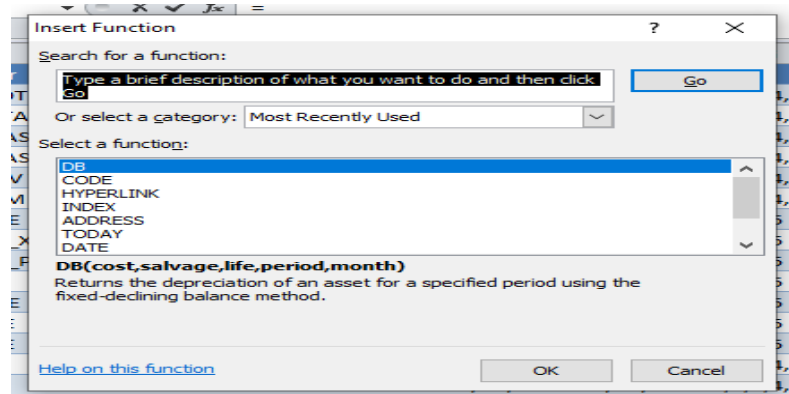 =
Insert Function
?
Search for a function:
Type a brief description of what you want to do and then click
Go
Go
Or select a category: Most Recently Used
Select a function:
DB
CODE
HYPERLINK
INDEX
ADDRESS
TODAY
DATE
DB(cost,salvage,life,period,month)
Returns the depreciation of an asset for a specified period using the
fixed-declining balance method.
Help on this function
OK
Cancel